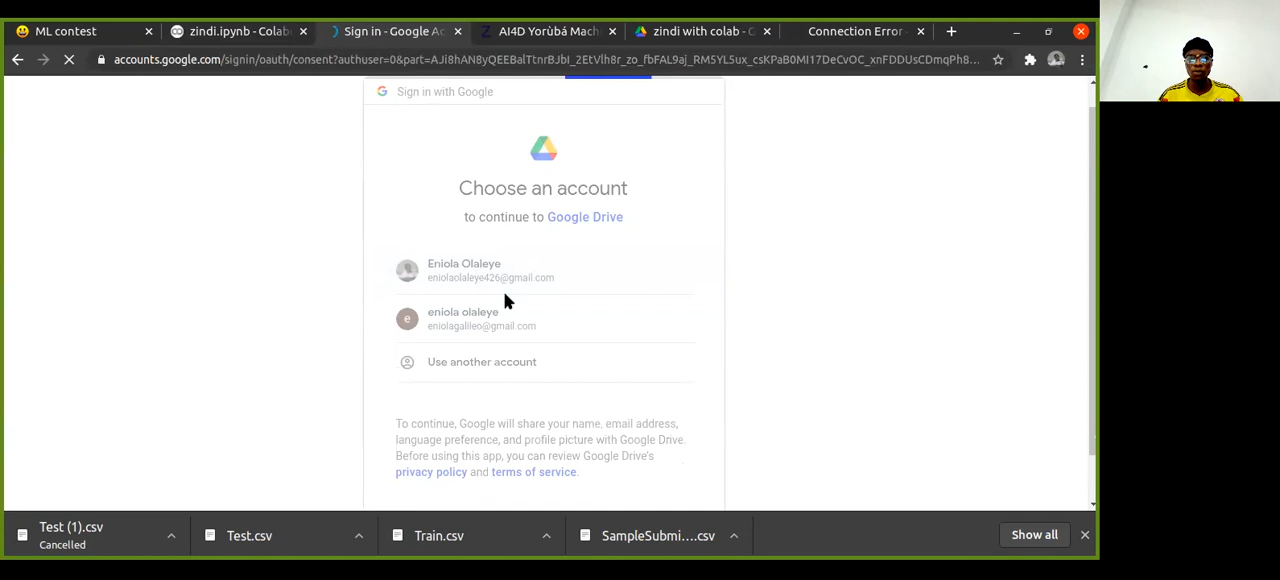 ML contest
zindi.ipynb - Colab
Sign in - Google Ac
AI4D Yorùbá Mach
zindi with colab - G
Connection Error -
accounts.google.com/signin/oauth/consent?authuser=0&part=
Sign in with Google
Choose an account
to continue to Google Drive
Eniola Olaleye
eniolaolaleye426@gmail.com
eniola olaleye
eniolagalileo@gmail.com
e
Use another account
To continue, Google will share your name, email address,
language preference, and profile picture with Google Drive.
Before using this app, you can review Google Drive's
privacy policy and terms of service.
Test (1).csv
Cancelled
Test.csv
Train.csv
SampleSubmi....csv
Show all